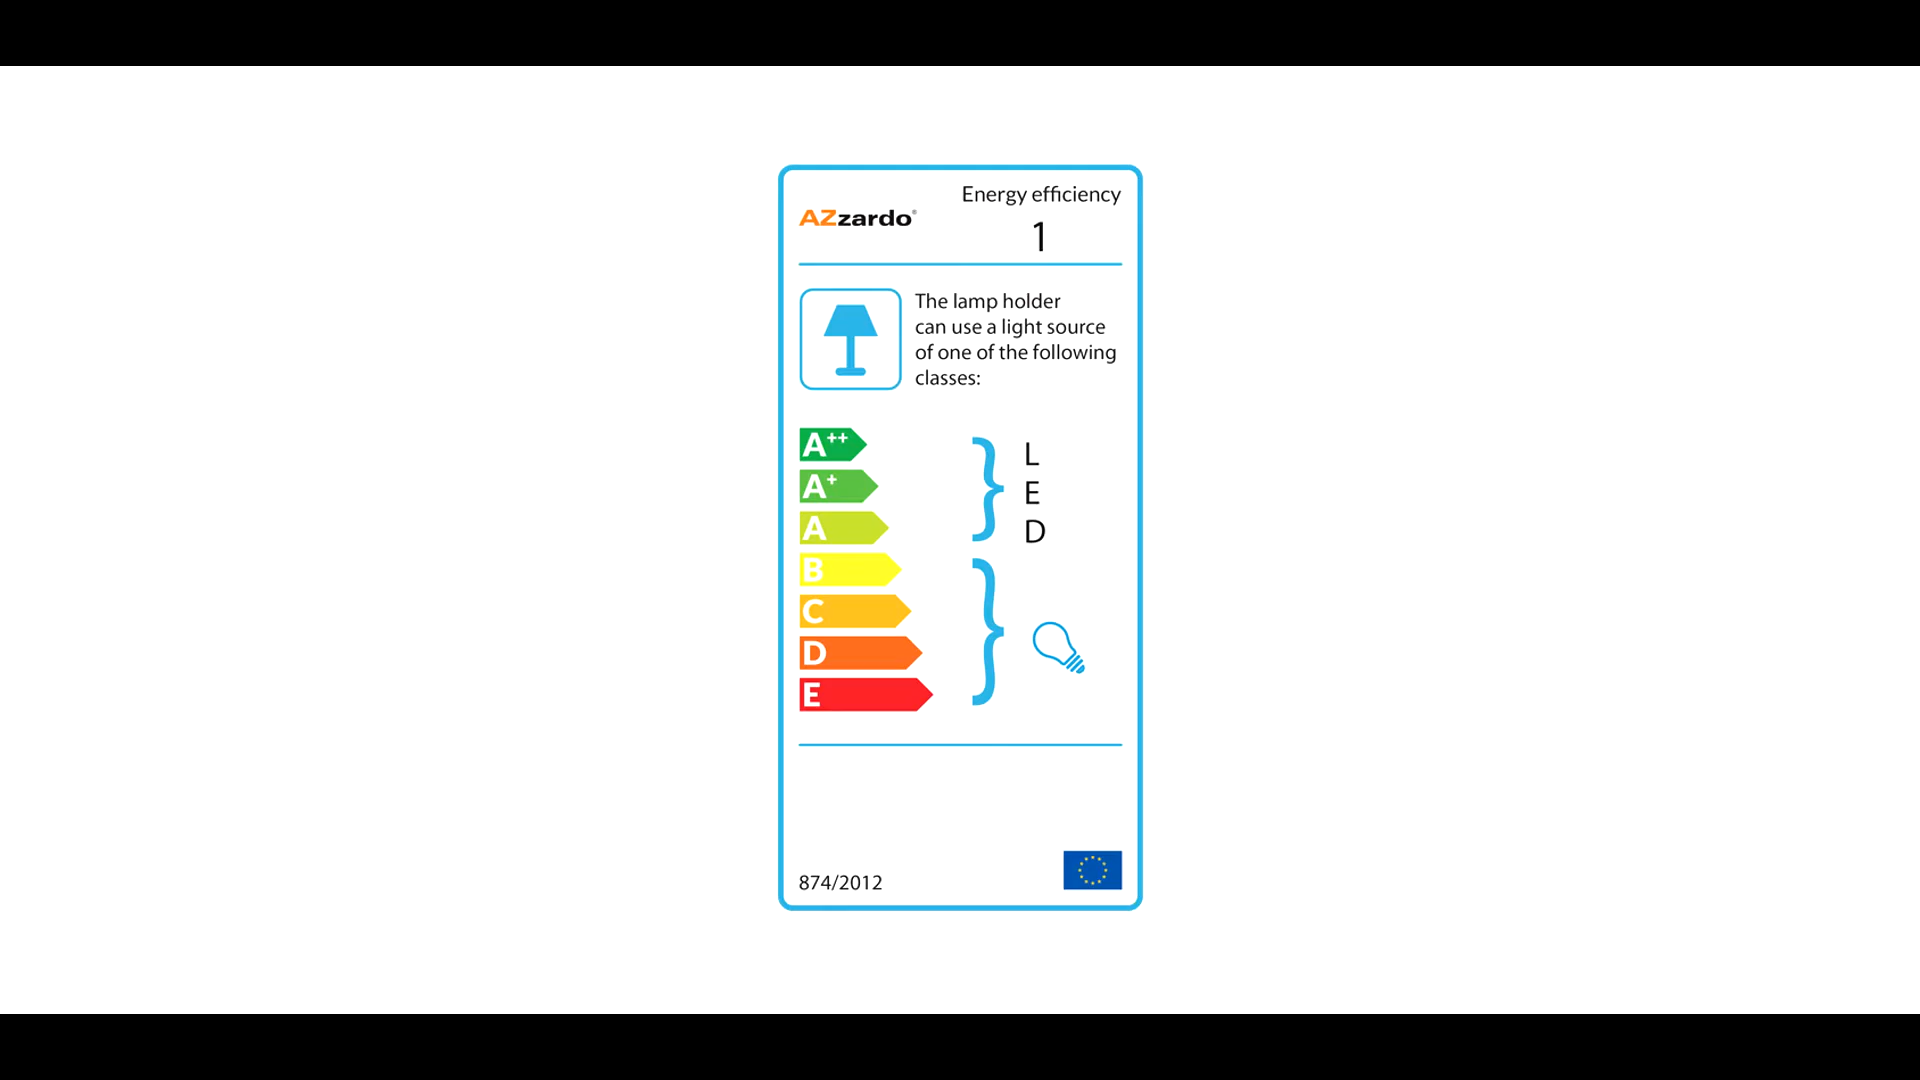 AZzardo®
Energy efficiency
1
The lamp holder
can use a light source
of one of the following
classes:
A++
A+
A
B
C
D
E
L
E
D
874/2012